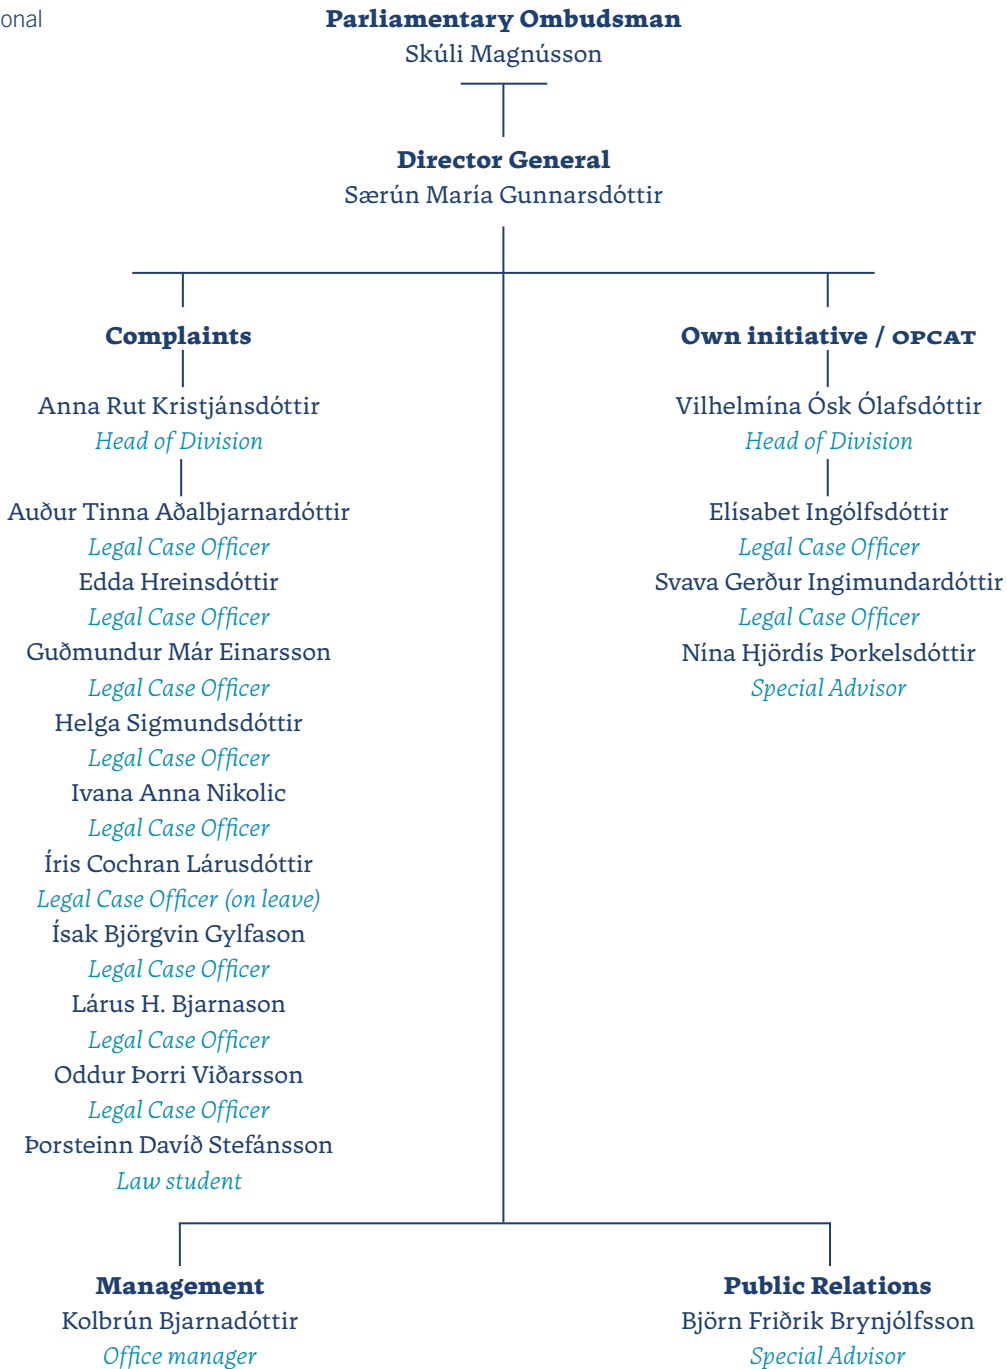 onal
Parliamentary Ombudsman
Skúli Magnússon
Director General
Særún María Gunnarsdóttir
Complaints
Anna Rut Kristjánsdóttir
Head of Division
Auður Tinna Aðalbjarnardóttir
Legal Case Officer
Edda Hreinsdóttir
Legal Case Officer
Guðmundur Már Einarsson
Legal Case Officer
Helga Sigmundsdóttir
Legal Case Officer
Ivana Anna Nikolic
Legal Case Officer
Íris Cochran Lárusdóttir
Legal Case Officer (on leave)
Ísak Björgvin Gylfason
Legal Case Officer
Lárus H. Bjarnason
Legal Case Officer
Oddur Þorri Viðarsson
Legal Case Officer
Þorsteinn Davíð Stefánsson
Law student
Own initiative / OPCAT
Vilhelmína Ósk Ólafsdóttir
Head of Division
Elísabet Ingólfsdóttir
Legal Case Officer
Svava Gerður Ingimundardóttir
Legal Case Officer
Nína Hjördís Þorkelsdóttir
Special Advisor
Management
Kolbrún Bjarnadóttir
Office manager
Public Relations
Björn Friðrik Brynjólfsson
Special Advisor